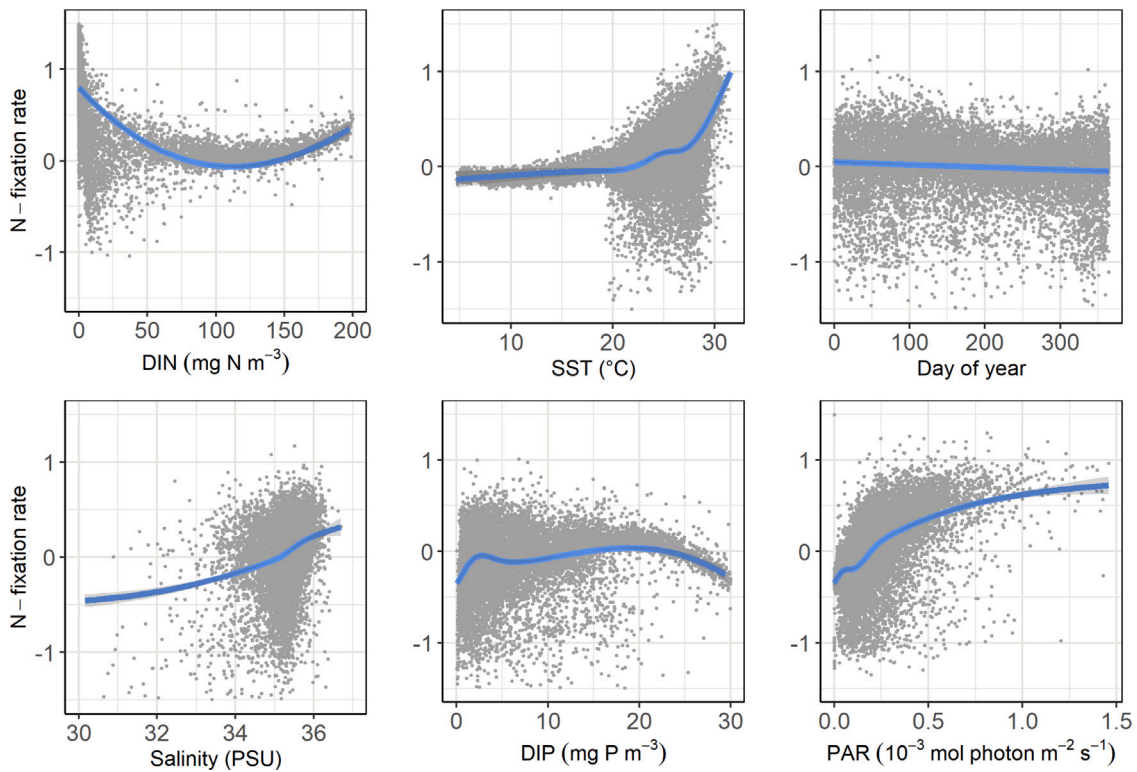 N − fixation rate
1
0
-1
0 50 100 150 200
DIN (mg N m⁻³)
1
0
-1
10 20 30
SST (°C)
1
0
-1
0 100 200 300
Day of year
N − fixation rate
1
0
-1
30 32 34 36
Salinity (PSU)
1
0
-1
0 10 20 30
DIP (mg P m⁻³)
1
0
-1
0.0 0.5 1.0 1.5
PAR (10⁻³ mol photon m⁻² s⁻¹)